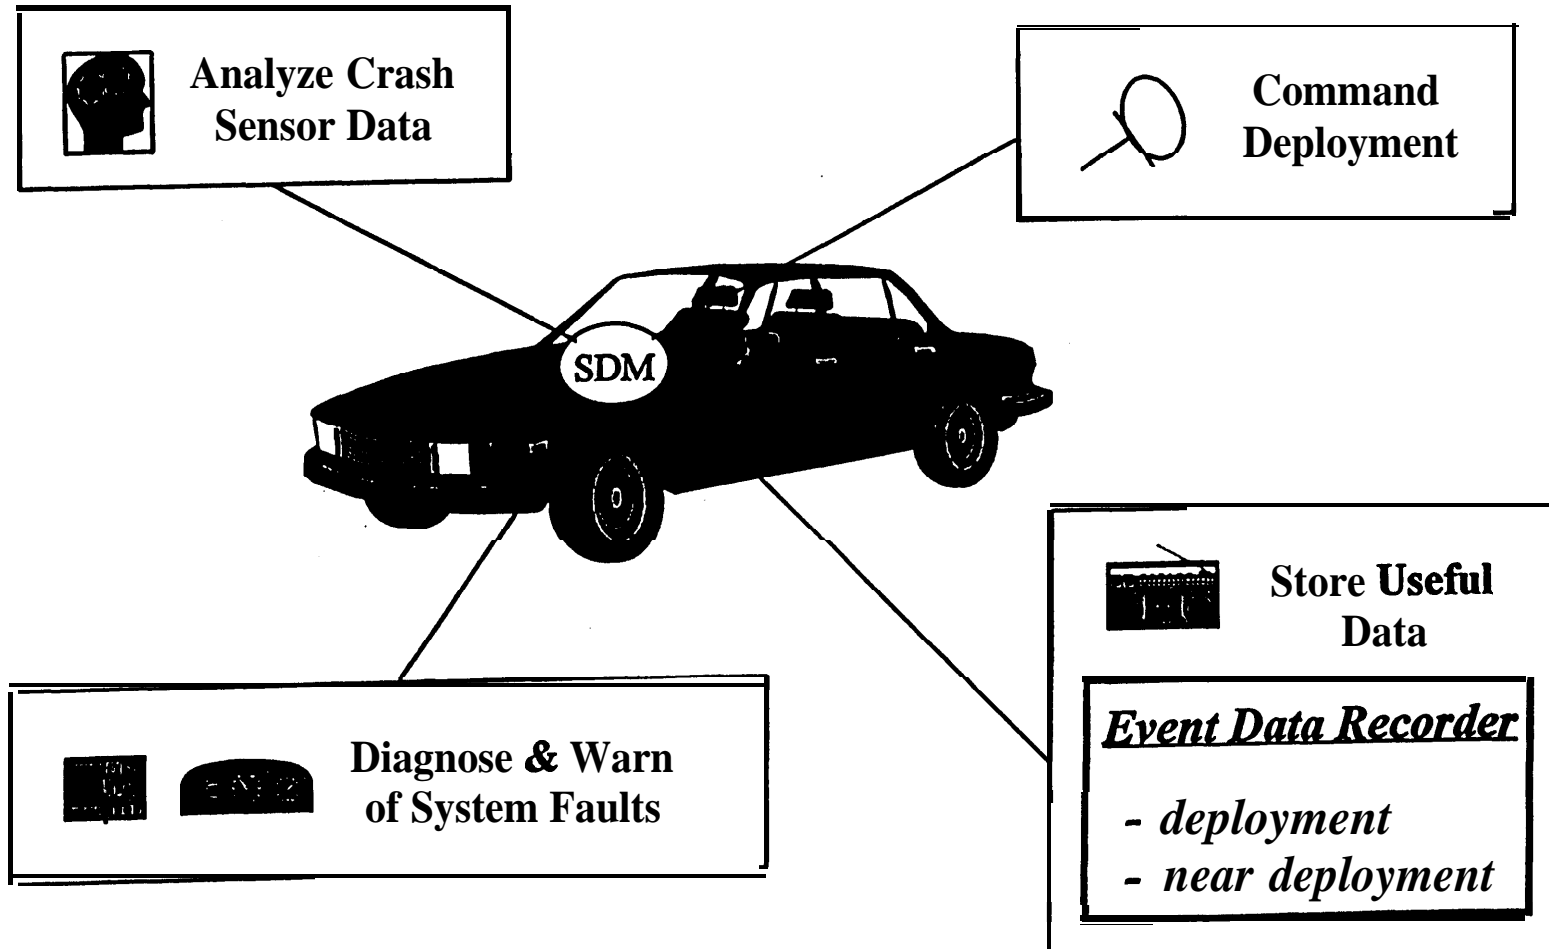 Analyze Crash
Sensor Data
Command
Deployment
SDM
Store Useful
Data
Event Data Recorder
- deployment
- near deployment
Diagnose & Warn
of System Faults